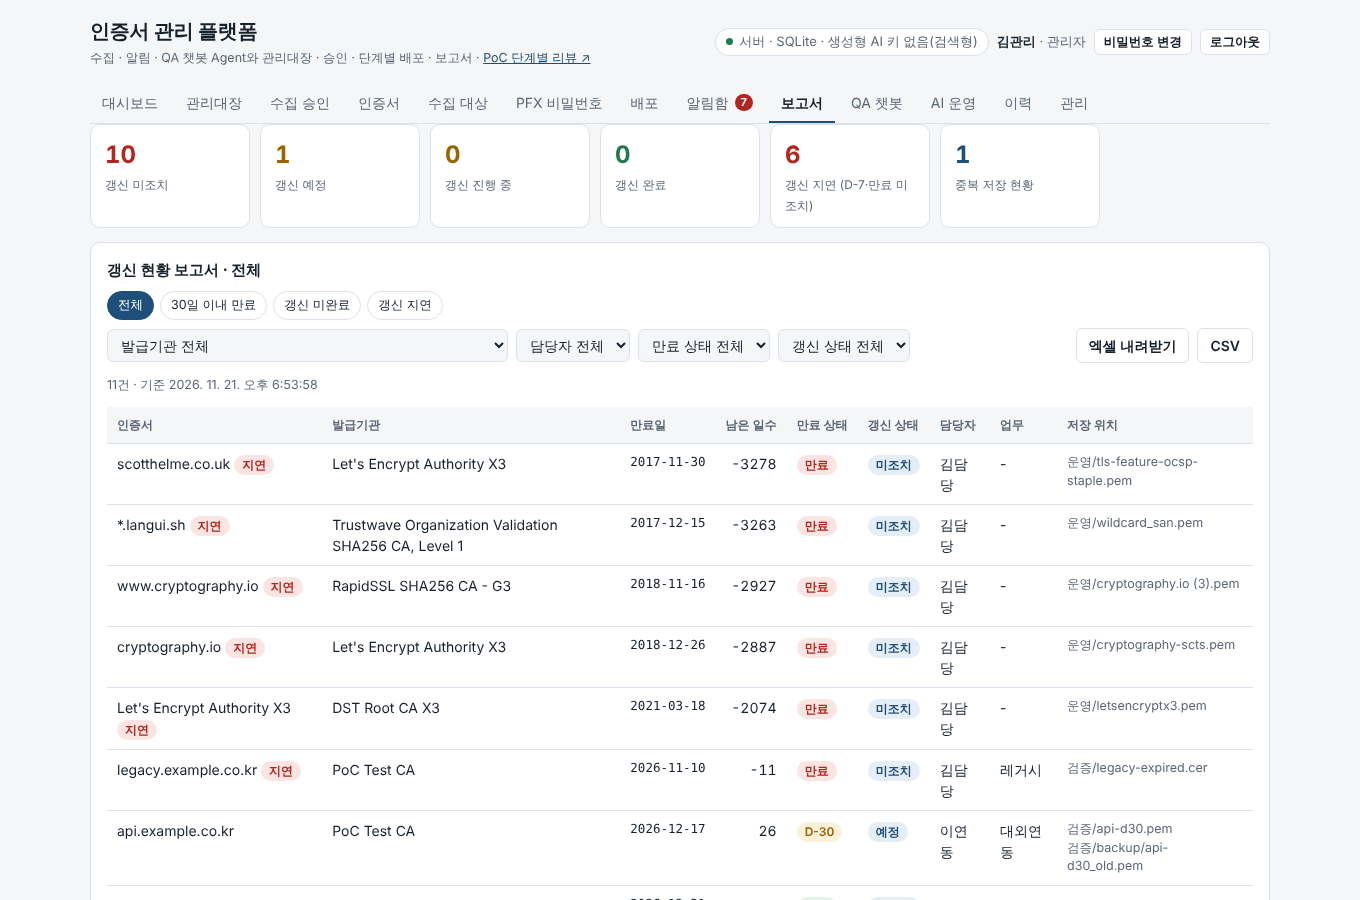 인증서 관리 플랫폼
수집 · 알림 · QA 챗봇 Agent와 관리대장 · 승인 · 단계별 배포 · 보고서 · PoC 단계별 리뷰 ↗
서버 · SQLite · 생성형 AI 키 없음(검색형)
김관리 · 관리자
비밀번호 변경
로그아웃
대시보드 관리대장 수집 승인 인증서 수집 대상 PFX 비밀번호 배포 알림함 7 보고서 QA 챗봇 AI 운영 이력 관리
10
갱신 미조치
1
갱신 예정
0
갱신 진행 중
0
갱신 완료
6
갱신 지연 (D-7·만료 미
조치)
1
중복 저장 현황
갱신 현황 보고서 · 전체
전체 30일 이내 만료 갱신 미완료 갱신 지연
발급기관 전체 담당자 전체 만료 상태 전체 갱신 상태 전체 엑셀 내려받기 CSV
11건 · 기준 2026. 11. 21. 오후 6:53:58
인증서 발급기관 만료일 남은 일수 만료 상태 갱신 상태 담당자 업무 저장 위치
scotthelme.co.uk 지연 Let's Encrypt Authority X3 2017-11-30 -3278 만료 미조치 김담 - 운영/tls-feature-ocsp-
당 staple.pem
*.langui.sh 지연 Trustwave Organization Validation 2017-12-15 -3263 만료 미조치 김담 - 운영/wildcard_san.pem
SHA256 CA, Level 1 당
www.cryptography.io 지연 RapidSSL SHA256 CA - G3 2018-11-16 -2927 만료 미조치 김담 - 운영/cryptography.io (3).pem
당
cryptography.io 지연 Let's Encrypt Authority X3 2018-12-26 -2887 만료 미조치 김담 - 운영/cryptography-scts.pem
당
Let's Encrypt Authority X3 DST Root CA X3 2021-03-18 -2074 만료 미조치 김담 - 운영/letsencryptx3.pem
지연 당
legacy.example.co.kr 지연 PoC Test CA 2026-11-10 -11 만료 미조치 김담 레거시 검증/legacy-expired.cer
당
api.example.co.kr PoC Test CA 2026-12-17 26 D-30 예정 이연 대외연 검증/api-d30.pem
동 동 검증/backup/api-
d30_old.pem